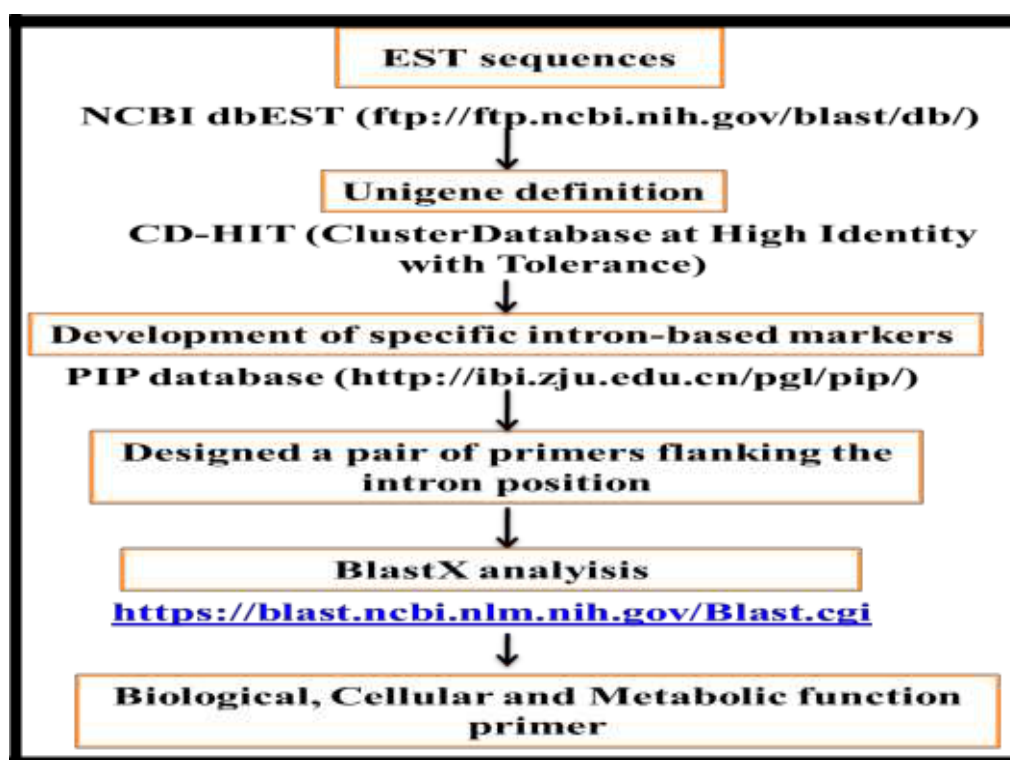 EST sequences
NCBI dbEST (ftp://ftp.ncbi.nih.gov/blast/db/)
Unigene definition
CD-HIT (ClusterDatabase at High Identity
with Tolerance)
Development of specific intron-based markers
PIP database (http://ibi.zju.edu.cn/pgl/pip/)
Designed a pair of primers flanking the
intron position
BlastX analyisis
https://blast.ncbi.nlm.nih.gov/Blast.cgi
Biological, Cellular and Metabolic function
primer